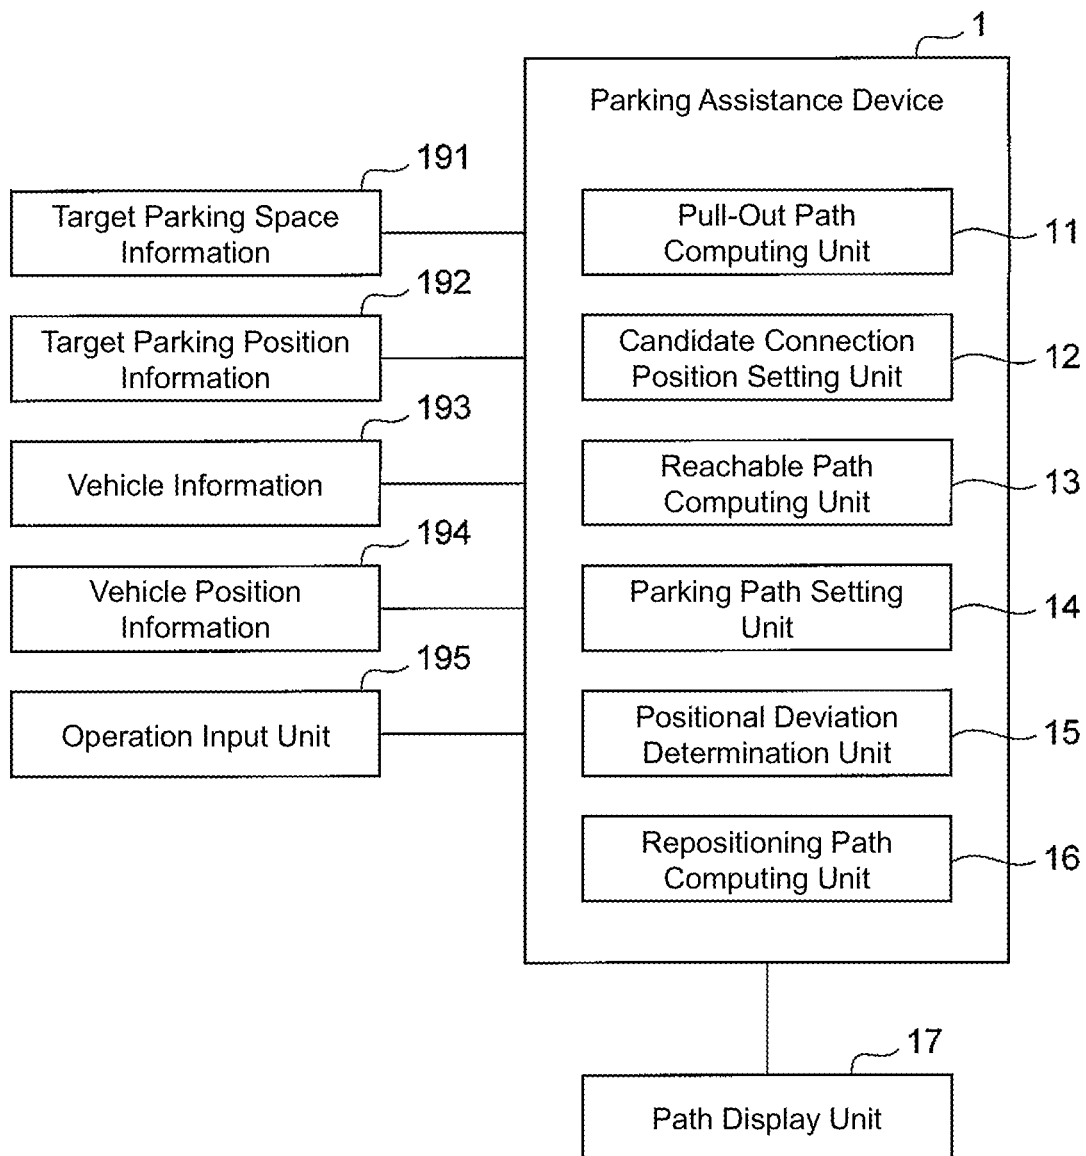 1
Parking Assistance Device
191
Target Parking Space
Information
192
Target Parking Position
Information
193
Vehicle Information
194
Vehicle Position
Information
195
Operation Input Unit
Pull-Out Path
Computing Unit
11
Candidate Connection
Position Setting Unit
12
Reachable Path
Computing Unit
13
Parking Path Setting
Unit
14
Positional Deviation
Determination Unit
15
Repositioning Path
Computing Unit
16
17
Path Display Unit